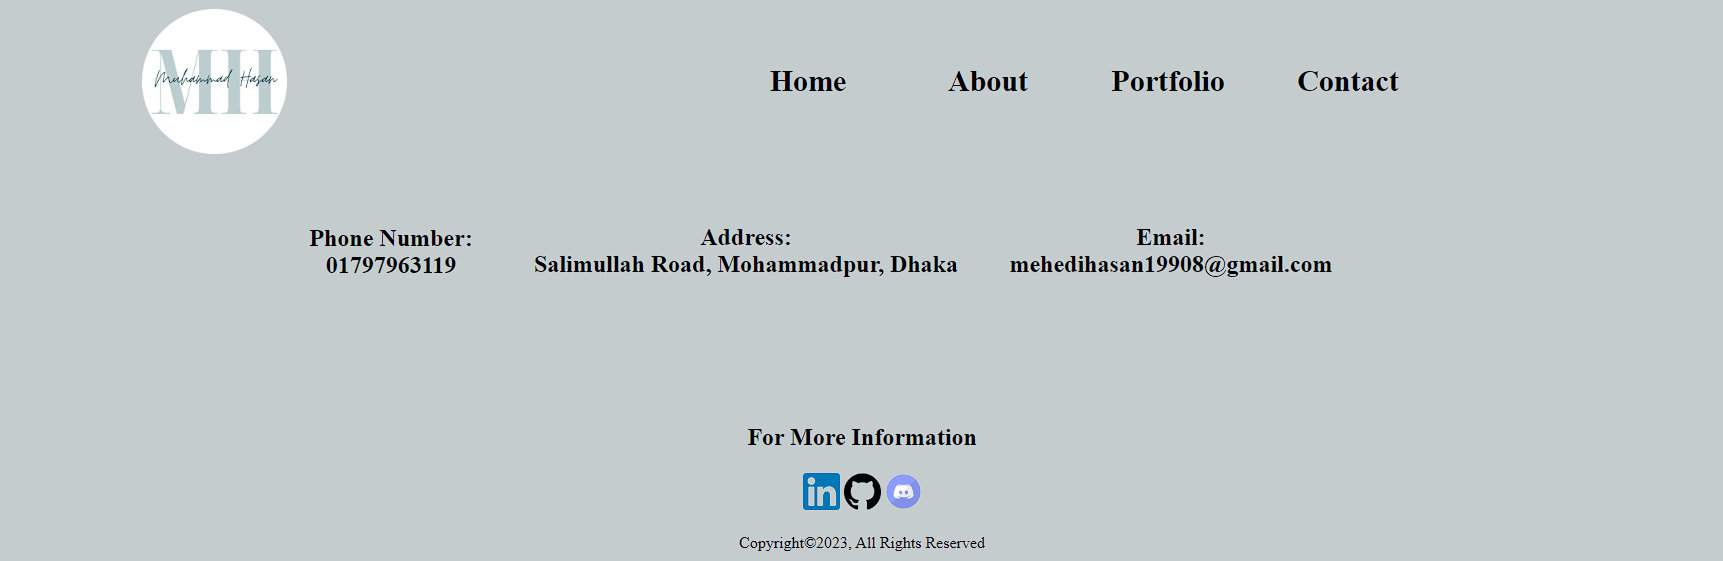 MH
Muhammad Hasan
Home
About
Portfolio
Contact
Phone Number:
01797963119
Address:
Salimullah Road, Mohammadpur, Dhaka
Email:
mehedihasan19908@gmail.com
For More Information
in
Copyright©2023, All Rights Reserved